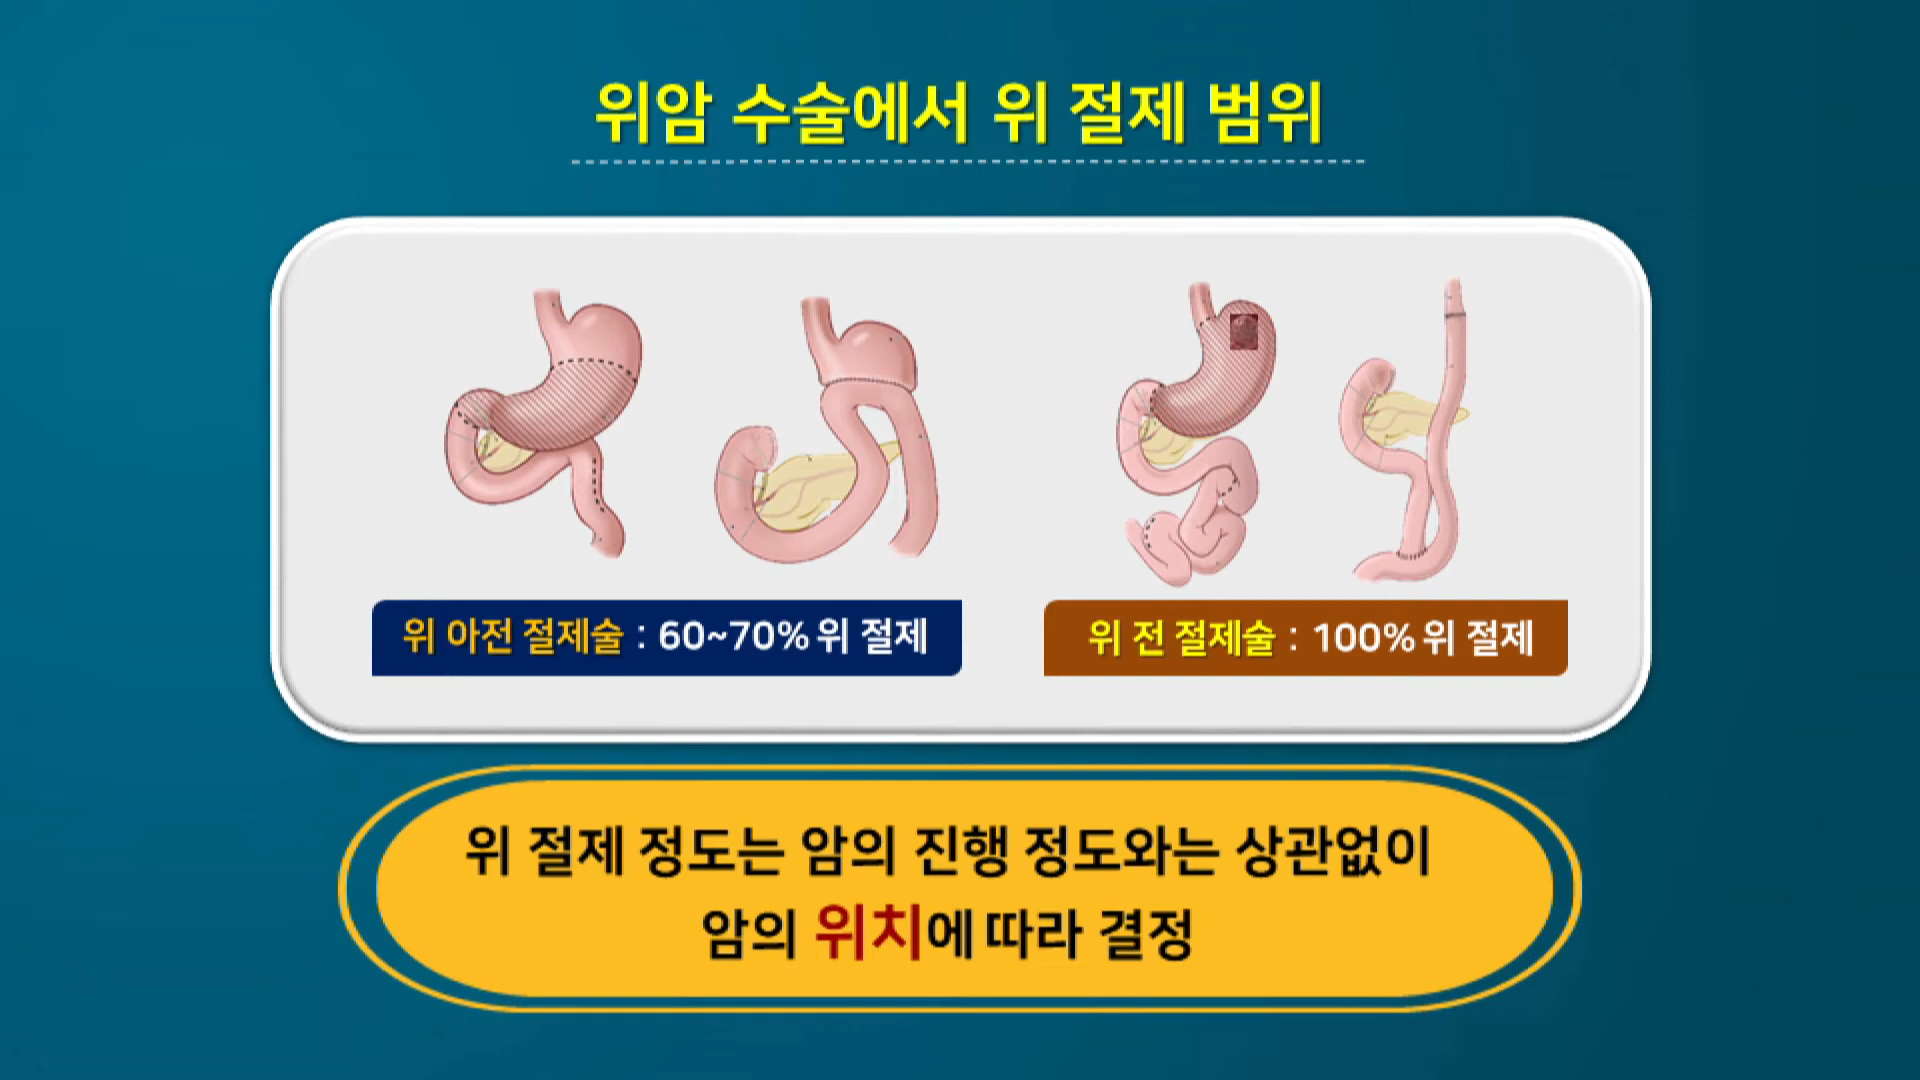 위암 수술에서 위 절제 범위
위 아전 절제술 : 60~70% 위 절제
위 전 절제술 : 100% 위 절제
위 절제 정도는 암의 진행 정도와는 상관없이
암의 위치에 따라 결정